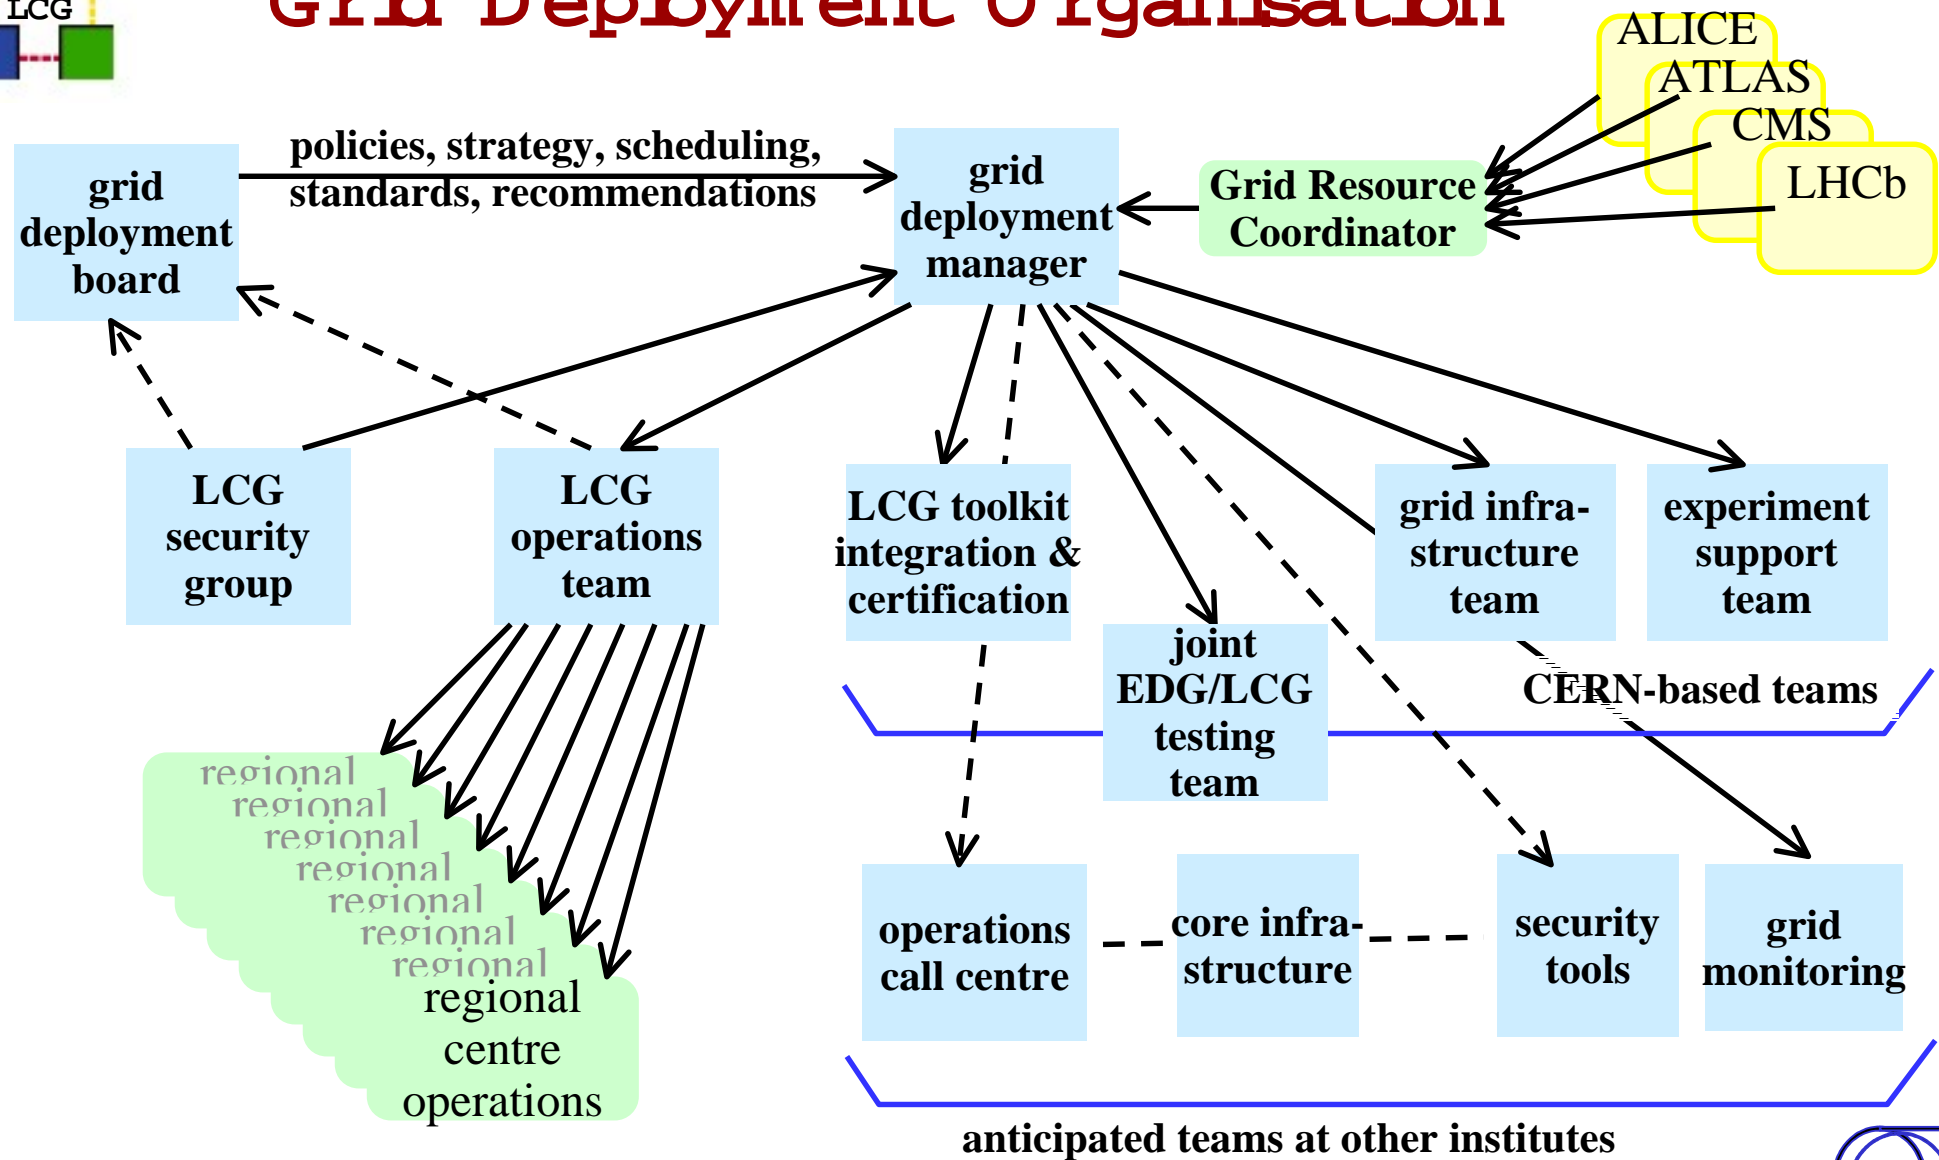 LCG
Grid Deployment Organisation
ALICE
ATLAS
CMS
LHCb
policies, strategy, scheduling,
standards, recommendations
grid
deployment
board
grid
deployment
manager
Grid Resource
Coordinator
LCG
security
group
LCG
operations
team
LCG toolkit
integration &
certification
grid infra-
structure
team
experiment
support
team
joint
EDG/LCG
testing
team
CERN-based teams
regional
regional
regional
regional
regional
regional
regional
regional
centre
operations
operations
call centre
core infra-
structure
security
tools
grid
monitoring
anticipated teams at other institutes